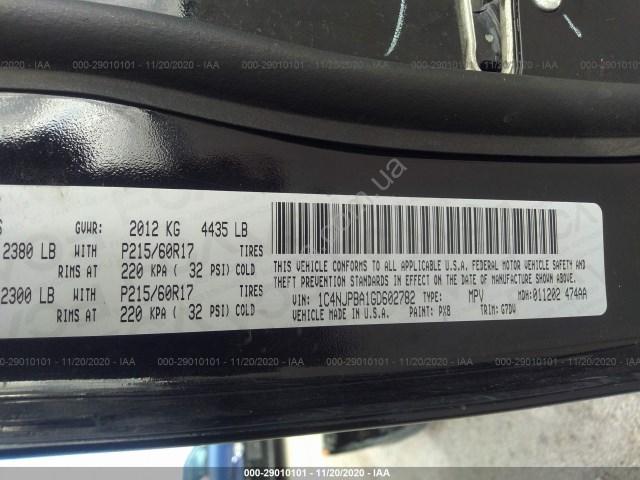 000-29010101 - 11/20/2020 - IAA
GVWR: 2012 KG 4435 LB
2380 LB WITH P215/60R17 TIRES
RIMS AT 220 KPA ( 32 PSI) COLD
2300 LB WITH P215/60R17 TIRES
RIMS AT 220 KPA ( 32 PSI) COLD
THIS VEHICLE CONFORMS TO ALL APPLICABLE U.S.A. FEDERAL MOTOR VEHICLE SAFETY AND
THEFT PREVENTION STANDARDS IN EFFECT ON THE DATE OF MANUFACTURE SHOWN ABOVE.
VIN: 1C4NJPBA1GD602782 TYPE: MPV MDH: 011202 474AA
VEHICLE MADE IN U.S.A. PAINT: PX8 TRIM: G7DV
000-29010101 - 11/20/2020 - IAA